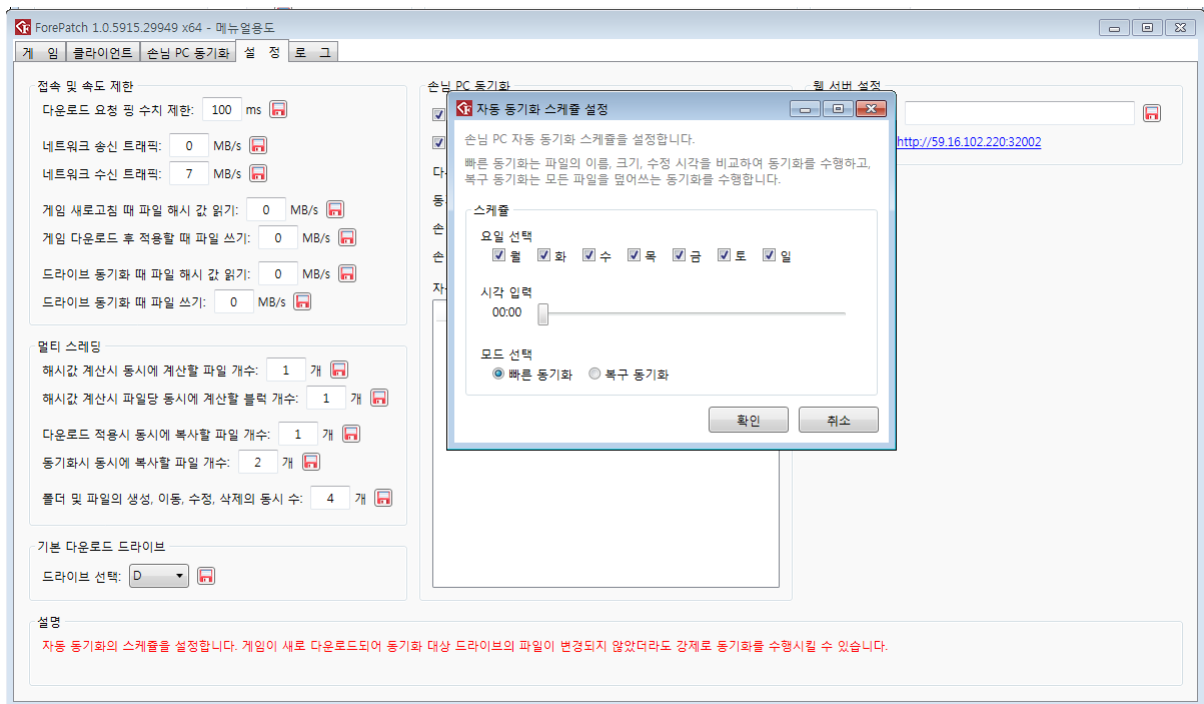 ForePatch 1.0.5915.29949 x64 - 메뉴얼용도
게 임 클라이언트 손님 PC 동기화 설 정 로 그
접속 및 속도 제한
다운로드 요청 핑 수치 제한: 100 ms
네트워크 송신 트래픽: 0 MB/s
네트워크 수신 트래픽: 7 MB/s
게임 새로고침 때 파일 해시 값 읽기: 0 MB/s
게임 다운로드 후 적용할 때 파일 쓰기: 0 MB/s
드라이브 동기화 때 파일 해시 값 읽기: 0 MB/s
드라이브 동기화 때 파일 쓰기: 0 MB/s
멀티 스레딩
해시값 계산시 동시에 계산할 파일 개수: 1 개
해시값 계산시 파일당 동시에 계산할 블럭 개수: 1 개
다운로드 적용시 동시에 복사할 파일 개수: 1 개
동기화시 동시에 복사할 파일 개수: 2 개
폴더 및 파일의 생성, 이동, 수정, 삭제의 동시 수: 4 개
기본 다운로드 드라이브
드라이브 선택: D
손님 PC 동기화
동
손
손
웹 서버 설정
http://59.16.102.220:32002
자동 동기화 스케쥴 설정
손님 PC 자동 동기화 스케쥴을 설정합니다.
빠른 동기화는 파일의 이름, 크기, 수정 시각을 비교하여 동기화를 수행하고,
복구 동기화는 모든 파일을 덮어쓰는 동기화를 수행합니다.
스케쥴
요일 선택
월 화 수 목 금 토 일
시각 입력
00:00
모드 선택
빠른 동기화 복구 동기화
확인 취소
설명
자동 동기화의 스케쥴을 설정합니다. 게임이 새로 다운로드되어 동기화 대상 드라이브의 파일이 변경되지 않았더라도 강제로 동기화를 수행시킬 수 있습니다.